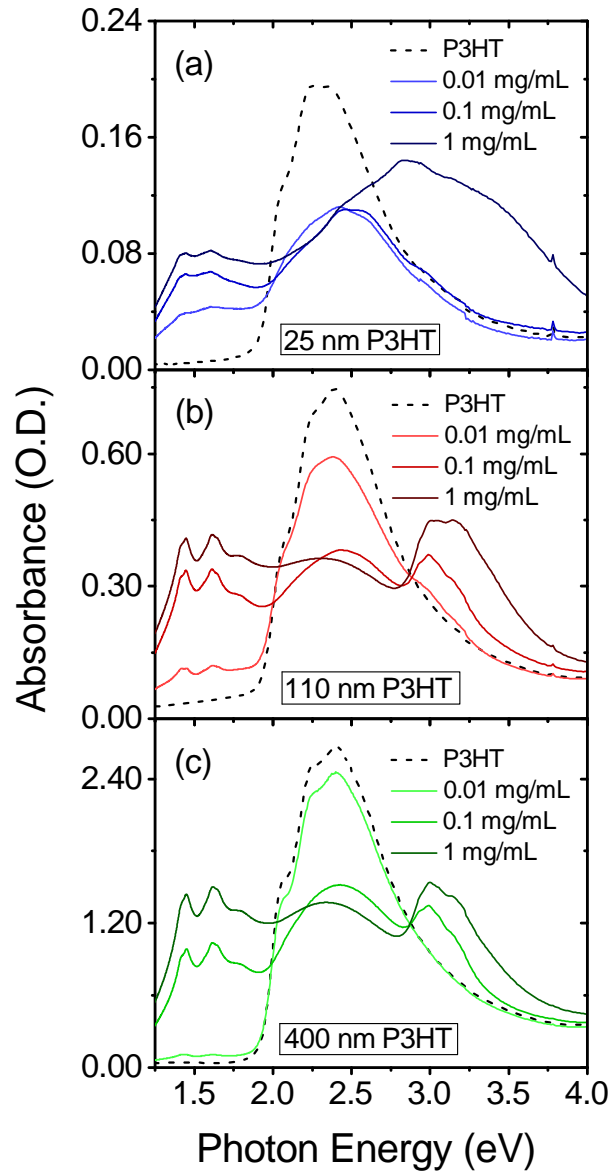 0.24
(a)
P3HT
0.01 mg/mL
0.1 mg/mL
1 mg/mL
0.16
0.08
0.00
25 nm P3HT
(b)
P3HT
0.01 mg/mL
0.1 mg/mL
1 mg/mL
0.60
0.30
0.00
110 nm P3HT
(c)
P3HT
0.01 mg/mL
0.1 mg/mL
1 mg/mL
2.40
1.20
0.00
400 nm P3HT
1.5 2.0 2.5 3.0 3.5 4.0
Photon Energy (eV)
Absorbance (O.D.)